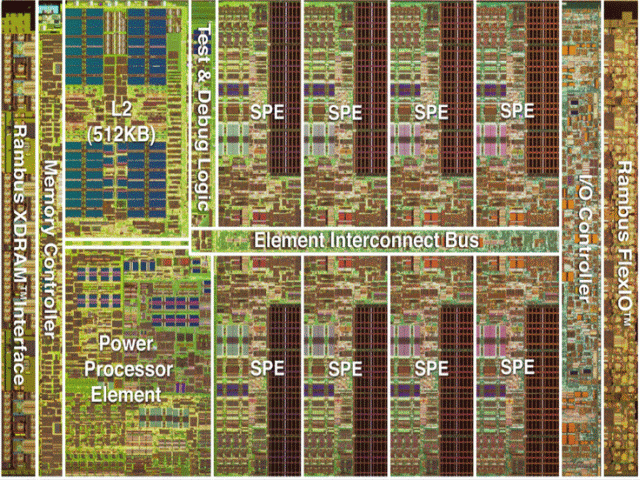 Rambus XDRAM™ Interface
Memory Controller
L2
(512KB)
Test & Debug Logic
SPE
SPE
SPE
SPE
I/O Controller
Rambus FlexIO™
Element Interconnect Bus
Power
Processor
Element
SPE
SPE
SPE
SPE